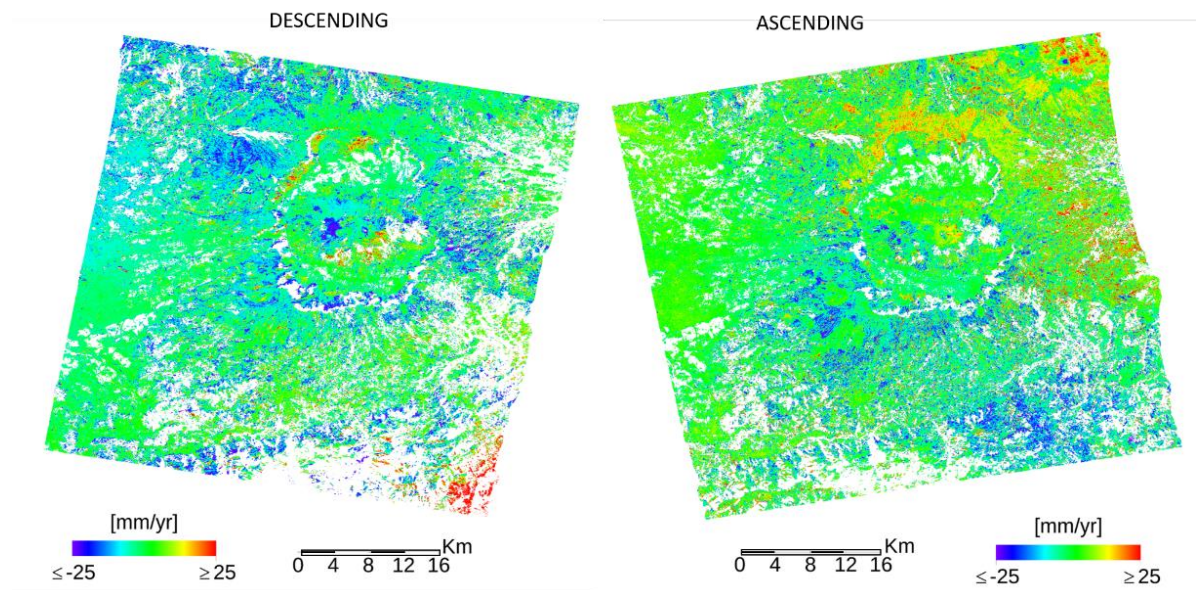 DESCENDING
ASCENDING
[mm/yr]
≤-25 ≥25
Km
0 4 8 12 16
Km
0 4 8 12 16
[mm/yr]
≤-25 ≥25